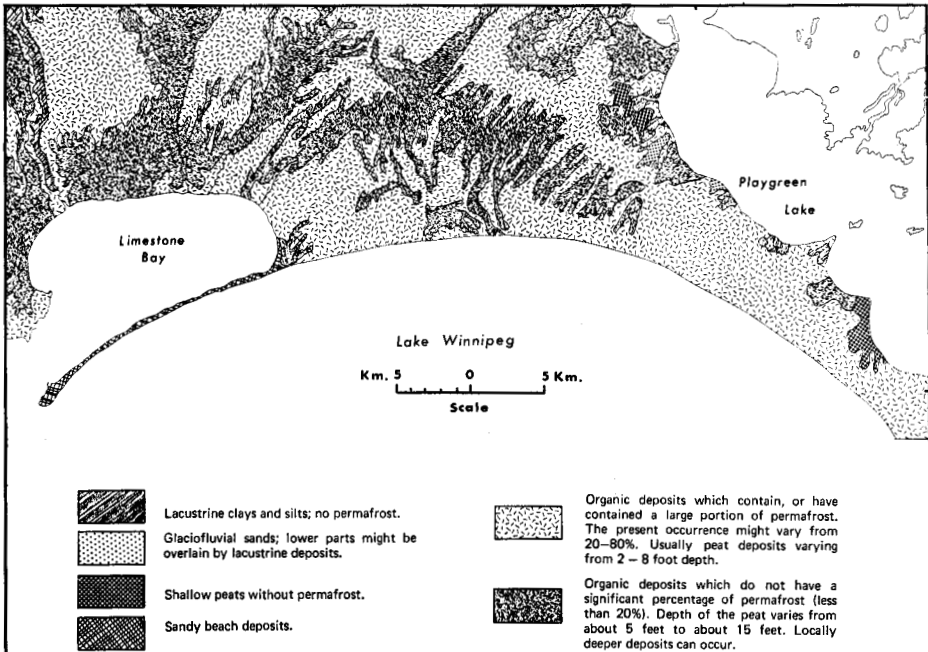 Playgreen
Lake
Limestone
Bay
Lake Winnipeg
Km. 5 0 5 Km.
Scale
Lacustrine clays and silts; no permafrost.
Glaciofluvial sands; lower parts might be
overlain by lacustrine deposits.
Shallow peats without permafrost.
Sandy beach deposits.
Organic deposits which contain, or have
contained a large portion of permafrost.
The present occurrence might vary from
20–80%. Usually peat deposits varying
from 2 – 8 foot depth.
Organic deposits which do not have a
significant percentage of permafrost (less
than 20%). Depth of the peat varies from
about 5 feet to about 15 feet. Locally
deeper deposits can occur.